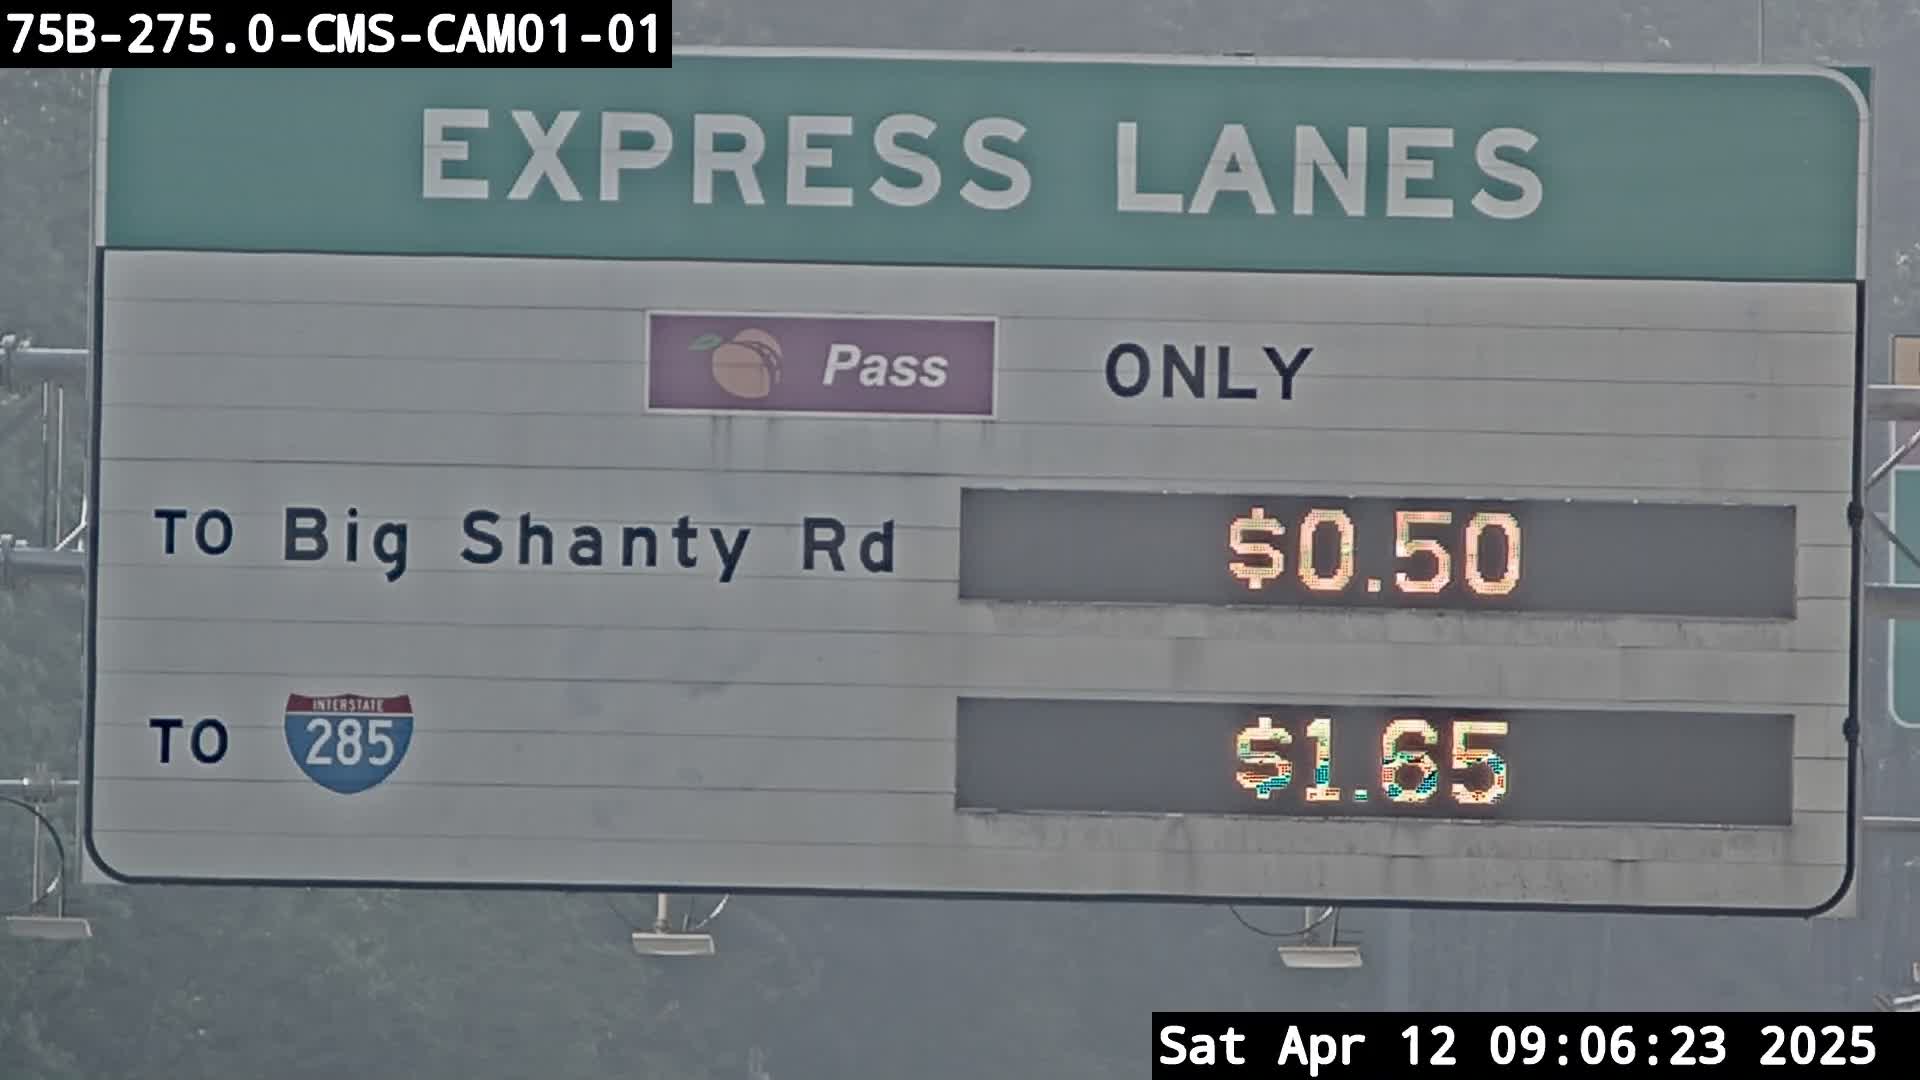 75B-275.0-CMS-CAM01-01
EXPRESS LANES
Pass ONLY
TO Big Shanty Rd $0.50
INTERSTATE
TO 285 $1.65
Sat Apr 12 09:06:23 2025